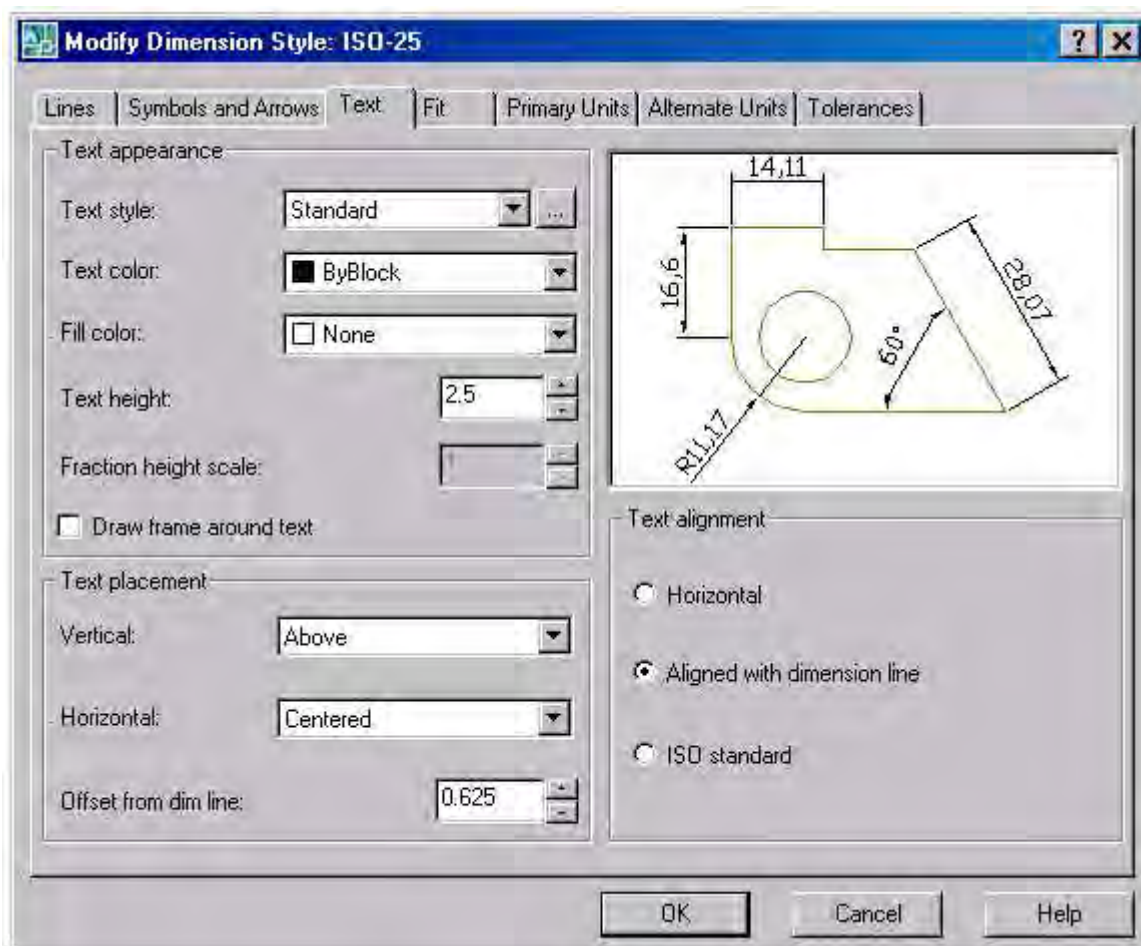 Modify Dimension Style: ISO-25
Lines Symbols and Arrows Text Fit Primary Units Alternate Units Tolerances
Text appearance
Text style: Standard ...
Text color: ByBlock
Fill color: None
Text height: 2.5
Fraction height scale: 1
Draw frame around text
Text placement
Vertical: Above
Horizontal: Centered
Offset from dim line: 0.625
14,11
16,6
28,07
60°
R11,17
Text alignment
Horizontal
Aligned with dimension line
ISO standard
OK Cancel Help